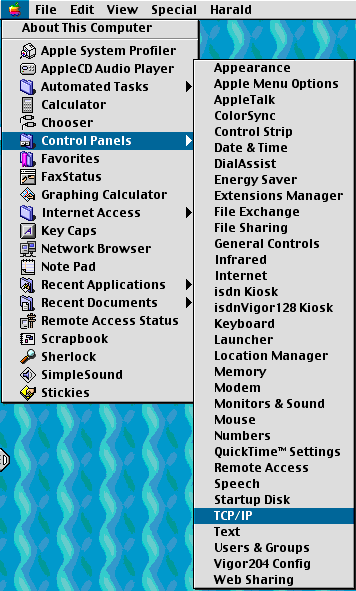 File Edit View Special Harald
About This Computer
Apple System Profiler
AppleCD Audio Player
Automated Tasks
Calculator
Chooser
Control Panels
Favorites
FaxStatus
Graphing Calculator
Internet Access
Key Caps
Network Browser
Note Pad
Recent Applications
Recent Documents
Remote Access Status
Scrapbook
Sherlock
SimpleSound
Stickies
Appearance
Apple Menu Options
AppleTalk
ColorSync
Control Strip
Date & Time
DialAssist
Energy Saver
Extensions Manager
File Exchange
File Sharing
General Controls
Infrared
Internet
isdn Kiosk
isdnVigor128 Kiosk
Keyboard
Launcher
Location Manager
Memory
Modem
Monitors & Sound
Mouse
Numbers
QuickTime™ Settings
Remote Access
Speech
Startup Disk
TCP/IP
Text
Users & Groups
Vigor204 Config
Web Sharing